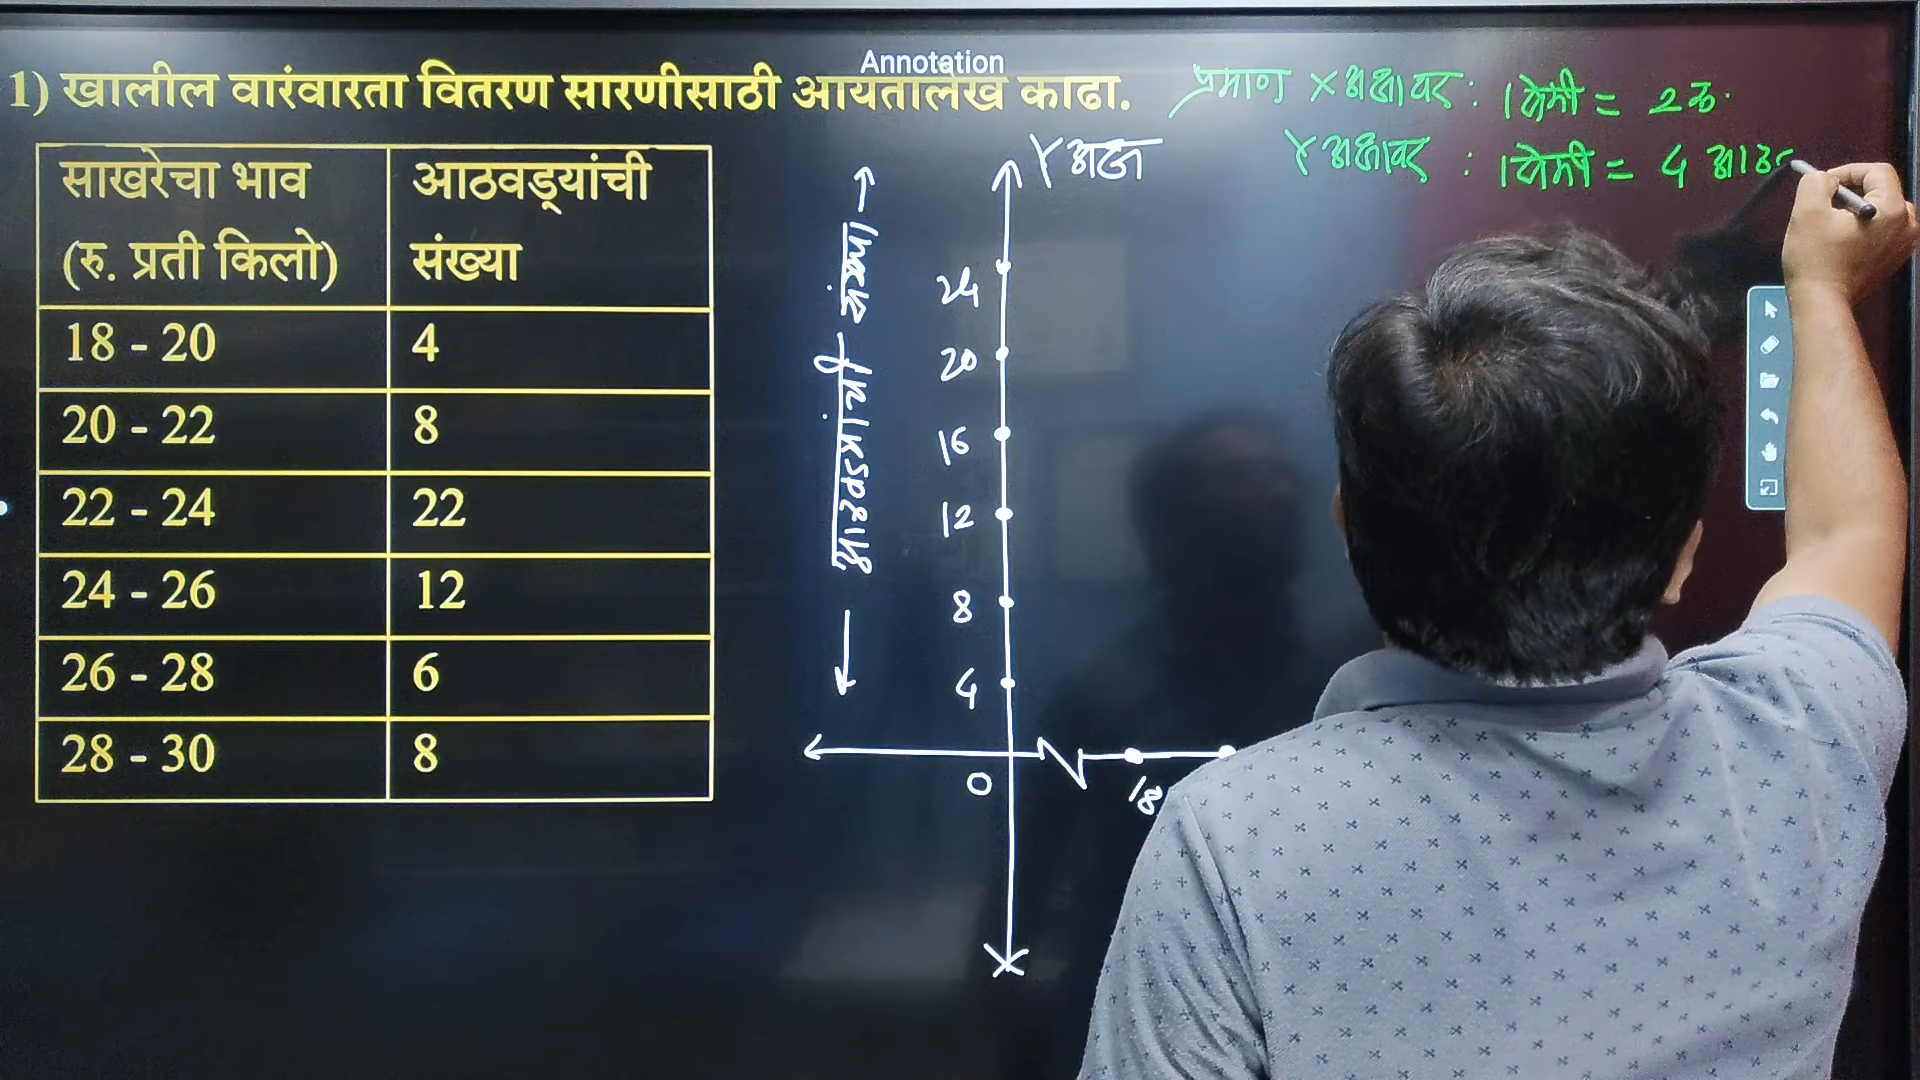 Annotation
1) खालील वारंवारता वितरण सारणीसाठी आयतालेख काढा.
प्रमाण X अक्षावर : 1 सेमी = 2 रु.
Y अक्षावर : 1 सेमी = 4 आठ
साखरेचा भाव (रु. प्रती किलो) आठवड्यांची संख्या
18 - 20 4
20 - 22 8
22 - 24 22
24 - 26 12
26 - 28 6
28 - 30 8
Y अक्ष
← आठवड्यांची संख्या →
24
20
16
12
8
4
0
18